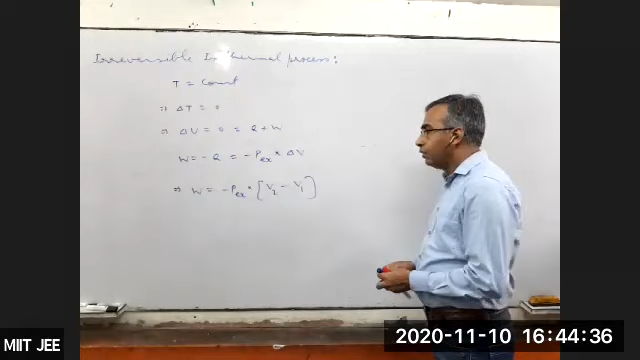 Irreversible Isothermal process:
T = Const
⇒ ΔT = 0
⇒ ΔU = 0 = Q + W
W = - Q = - Pex × ΔV
⇒ W = - Pex × [V2 - V1]
MIIT JEE
2020-11-10 16:44:36